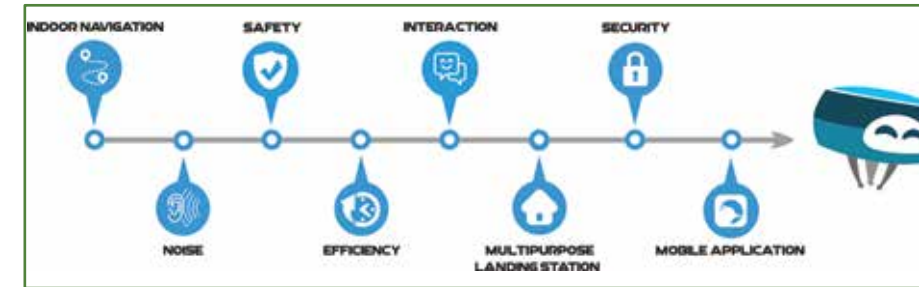 INDOOR NAVIGATION
SAFETY
INTERACTION
SECURITY
NOISE
EFFICIENCY
MULTIPURPOSE
LANDING STATION
MOBILE APPLICATION